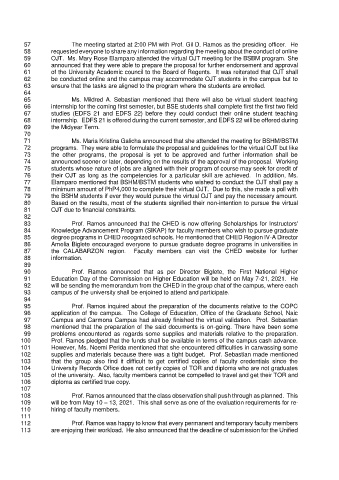 57 The meeting started at 2:00 PM with Prof. Gil D. Ramos as the presiding officer. He
58 requested everyone to share any information regarding the meeting about the conduct of online
59 OJT. Ms. Mary Rose Elamparo attended the virtual OJT meeting for the BSBM program. She
60 announced that they were able to prepare the proposal for further endorsement and approval
61 of the University Academic council to the Board of Regents. It was reiterated that OJT shall
62 be conducted online and the campus may accommodate OJT students in the campus but to
63 ensure that the tasks are aligned to the program where the students are enrolled.
64
65 Ms. Mildred A. Sebastian mentioned that there will also be virtual student teaching
66 internship for the coming first semester, but BSE students shall complete first the first two field
67 studies (EDFS 21 and EDFS 22) before they could conduct their online student teaching
68 internship. EDFS 21 is offered during the current semester, and EDFS 22 will be offered during
69 the Midyear Term.
70
71 Ms. Maria Kristina Galicha announced that she attended the meeting for BSHM/BSTM
72 programs. They were able to formulate the proposal and guidelines for the virtual OJT but like
73 the other programs, the proposal is yet to be approved and further information shall be
74 announced sooner or later, depending on the results of the approval of the proposal. Working
75 students whose nature of jobs are aligned with their program of course may seek for credit of
76 their OJT as long as the competencies for a particular skill are achieved. In addition, Ms.
77 Elamparo mentioned that BSHM/BSTM students who wished to conduct the OJT shall pay a
78 minimum amount of PhP4,000 to complete their virtual OJT. Due to this, she made a poll with
79 the BSHM students if ever they would pursue the virtual OJT and pay the necessary amount.
80 Based on the results, most of the students signified their non-intention to pursue the virtual
81 OJT due to financial constraints.
82
83 Prof. Ramos announced that the CHED is now offering Scholarships for Instructors'
84 Knowledge Advancement Program (SIKAP) for faculty members who wish to pursue graduate
85 degree programs in CHED recognized schools. He mentioned that CHED Region IV-A Director
86 Amelia Biglete encouraged everyone to pursue graduate degree programs in universities in
87 the CALABARZON region. Faculty members can visit the CHED website for further
88 information.
89
90 Prof. Ramos announced that as per Director Biglete, the First National Higher
91 Education Day of the Commission on Higher Education will be held on May 7-21, 2021. He
92 will be sending the memorandum from the CHED in the group chat of the campus, where each
93 campus of the university shall be enjoined to attend and participate.
94
95 Prof. Ramos inquired about the preparation of the documents relative to the COPC
96 application of the campus. The College of Education, Office of the Graduate School, Naic
97 Campus and Carmona Campus had already finished the virtual validation. Prof. Sebastian
98 mentioned that the preparation of the said documents is on-going. There have been some
99 problems encountered as regards some supplies and materials relative to the preparation.
100 Prof. Ramos pledged that the funds shall be available in terms of the campus cash advance.
101 However, Ms. Noemi Perida mentioned that she encountered difficulties in canvassing some
102 supplies and materials because there was a tight budget. Prof. Sebastian made mentioned
103 that the group also find it difficult to get certified copies of faculty credentials since the
104 University Records Office does not certify copies of TOR and diploma who are not graduates
105 of the university. Also, faculty members cannot be compelled to travel and get their TOR and
106 diploma as certified true copy.
107
108 Prof. Ramos announced that the class observation shall push through as planned. This
109 will be from May 10 – 13, 2021. This shall serve as one of the evaluation requirements for re-
110 hiring of faculty members.
111
112 Prof. Ramos was happy to know that every permanent and temporary faculty members
113 are enjoying their workload. He also announced that the deadline of submission for the Unified